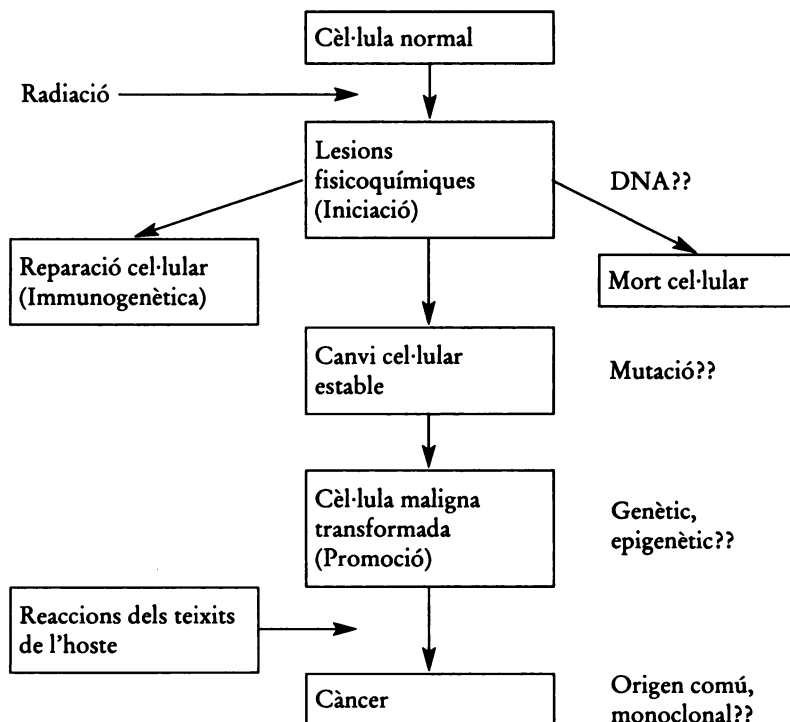 Cèl·lula normal
Radiació
Lesions
fisicoquímiques
(Iniciació)
DNA??
Reparació cel·lular
(Immunogenètica)
Mort cel·lular
Canvi cel·lular
estable
Mutació??
Cèl·lula maligna
transformada
(Promoció)
Genètic,
epigenètic??
Reaccions dels teixits
de l'hoste
Càncer
Origen comú,
monoclonal??